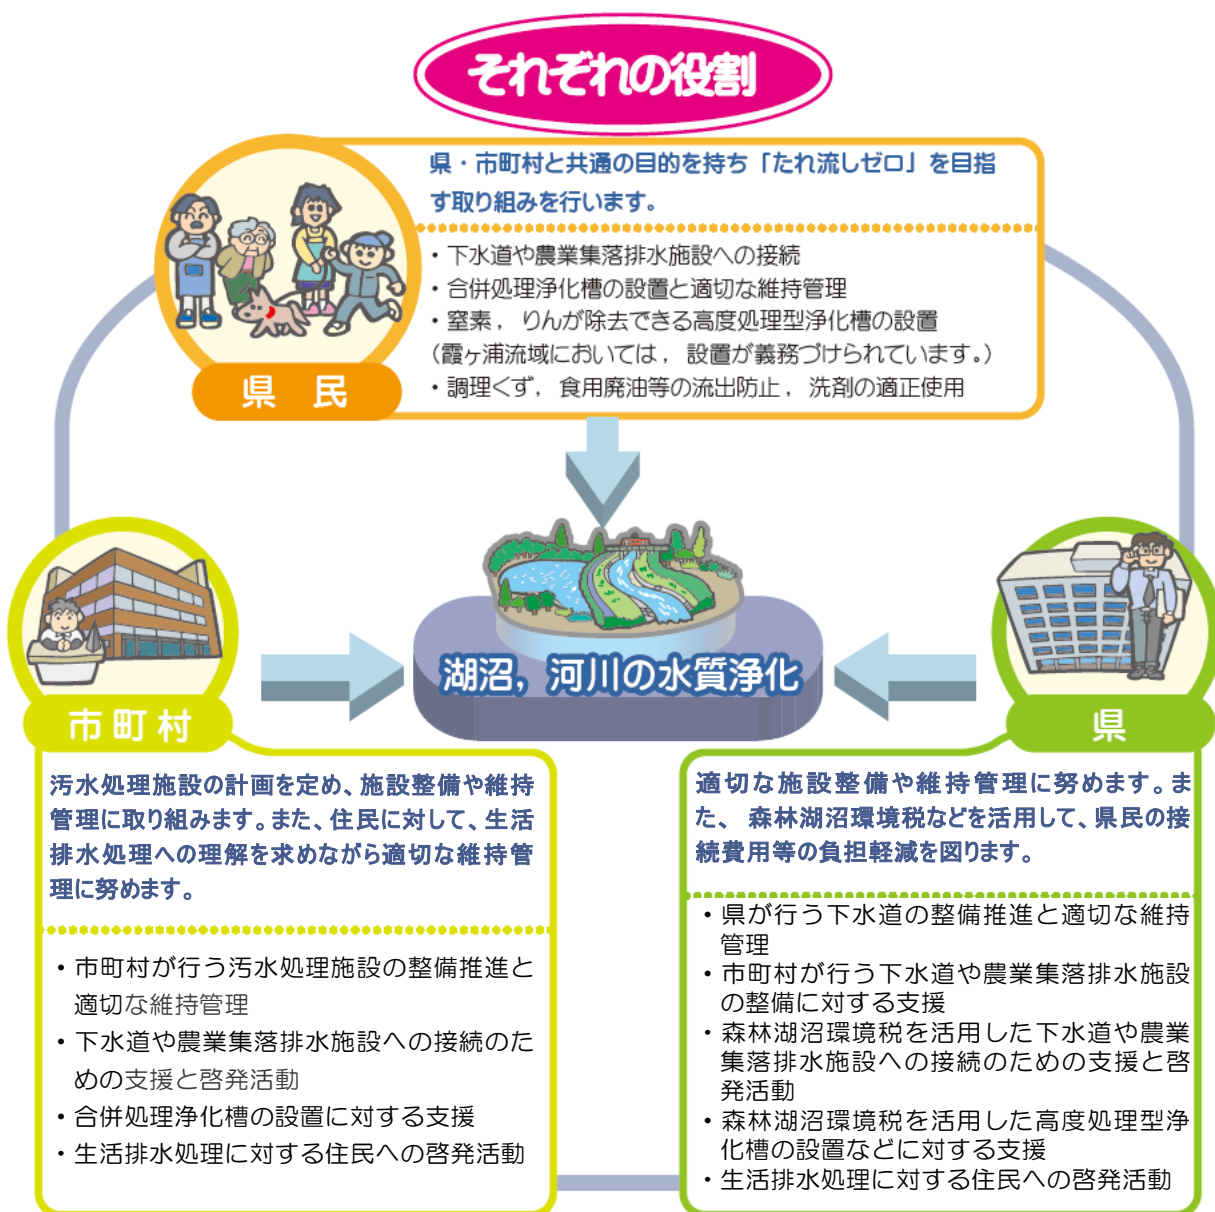 それぞれの役割
県・市町村と共通の目的を持ち「たれ流しゼロ」を目指
す取り組みを行います。
・下水道や農業集落排水施設への接続
・合併処理浄化槽の設置と適切な維持管理
・窒素，りんが除去できる高度処理型浄化槽の設置
（霞ヶ浦流域においては，設置が義務づけられています。）
・調理くず，食用廃油等の流出防止，洗剤の適正使用
県　民
湖沼，河川の水質浄化
市町村
汚水処理施設の計画を定め、施設整備や維持
管理に取り組みます。また、住民に対して、生活
排水処理への理解を求めながら適切な維持管
理に努めます。
・市町村が行う汚水処理施設の整備推進と
適切な維持管理
・下水道や農業集落排水施設への接続のた
めの支援と啓発活動
・合併処理浄化槽の設置に対する支援
・生活排水処理に対する住民への啓発活動
県
適切な施設整備や維持管理に努めます。ま
た、 森林湖沼環境税などを活用して、県民の接
続費用等の負担軽減を図ります。
・県が行う下水道の整備推進と適切な維持
管理
・市町村が行う下水道や農業集落排水施設
の整備に対する支援
・森林湖沼環境税を活用した下水道や農業
集落排水施設への接続のための支援と啓
発活動
・森林湖沼環境税を活用した高度処理型浄
化槽の設置などに対する支援
・生活排水処理に対する住民への啓発活動